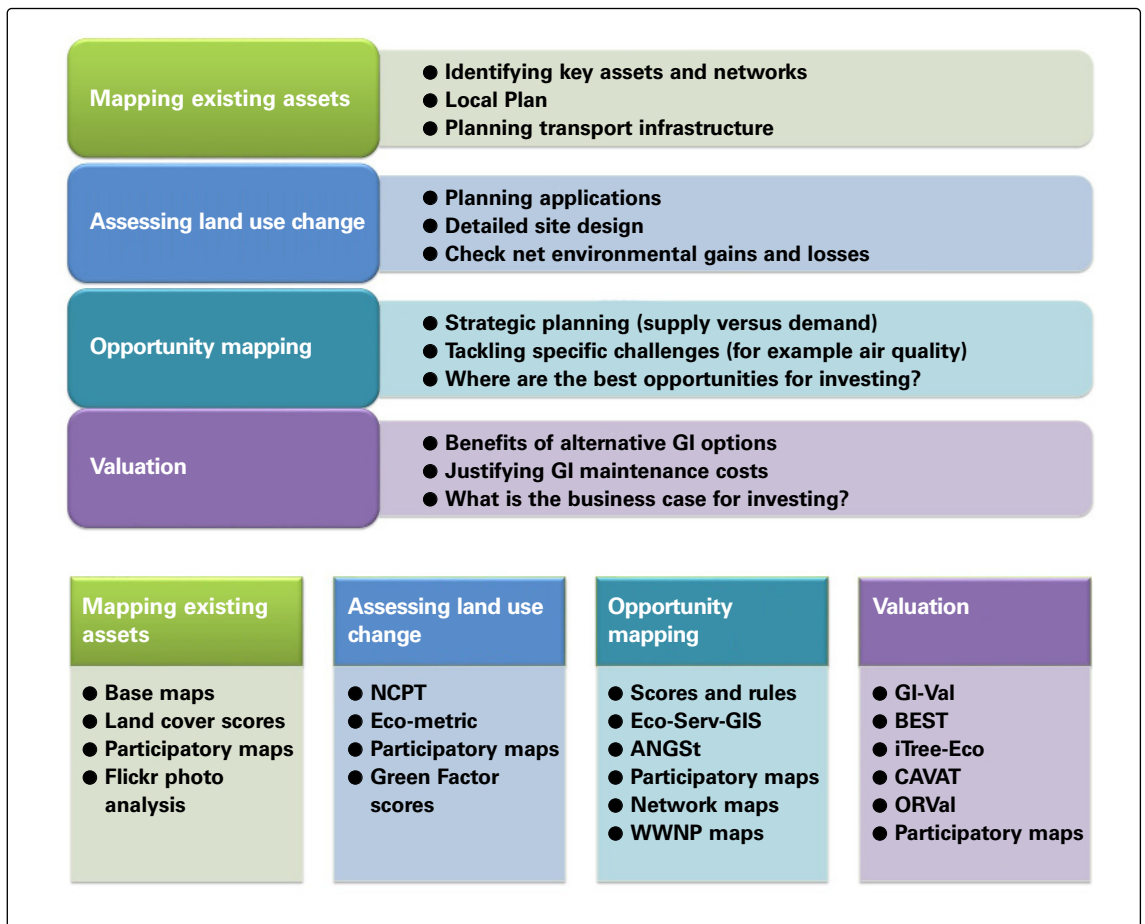 Mapping existing assets
● Identifying key assets and networks
● Local Plan
● Planning transport infrastructure
Assessing land use change
● Planning applications
● Detailed site design
● Check net environmental gains and losses
Opportunity mapping
● Strategic planning (supply versus demand)
● Tackling specific challenges (for example air quality)
● Where are the best opportunities for investing?
Valuation
● Benefits of alternative GI options
● Justifying GI maintenance costs
● What is the business case for investing?
Mapping existing
assets
● Base maps
● Land cover scores
● Participatory maps
● Flickr photo
analysis
Assessing land use
change
● NCPT
● Eco-metric
● Participatory maps
● Green Factor
scores
Opportunity
mapping
● Scores and rules
● Eco-Serv-GIS
● ANGSt
● Participatory maps
● Network maps
● WWNP maps
Valuation
● GI-Val
● BEST
● iTree-Eco
● CAVAT
● ORVal
● Participatory maps